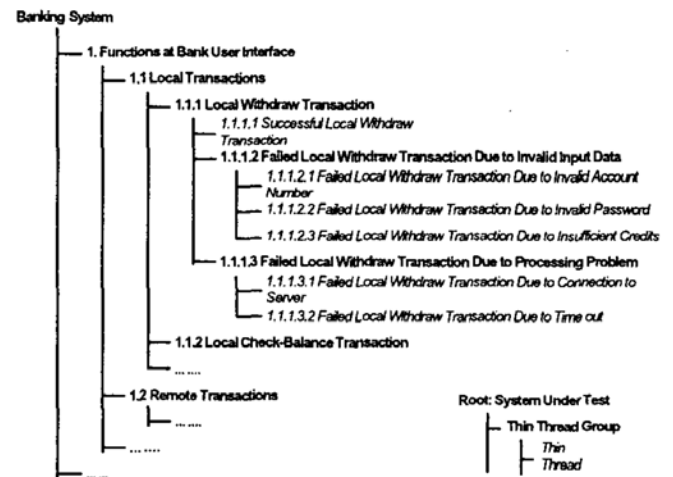 Banking System
1. Functions at Bank User Interface
1.1 Local Transactions
1.1.1 Local Withdraw Transaction
1.1.1.1 Successful Local Withdraw
Transaction
1.1.1.2 Failed Local Withdraw Transaction Due to Invalid Input Data
1.1.1.2.1 Failed Local Withdraw Transaction Due to Invalid Account
Number
1.1.1.2.2 Failed Local Withdraw Transaction Due to Invalid Password
1.1.1.2.3 Failed Local Withdraw Transaction Due to Insufficient Credits
1.1.1.3 Failed Local Withdraw Transaction Due to Processing Problem
1.1.1.3.1 Failed Local Withdraw Transaction Due to Connection to
Server
1.1.1.3.2 Failed Local Withdraw Transaction Due to Time out
1.1.2 Local Check-Balance Transaction
... ....
1.2 Remote Transactions
... ....
... ....
... ...
Root: System Under Test
Thin Thread Group
Thin
Thread